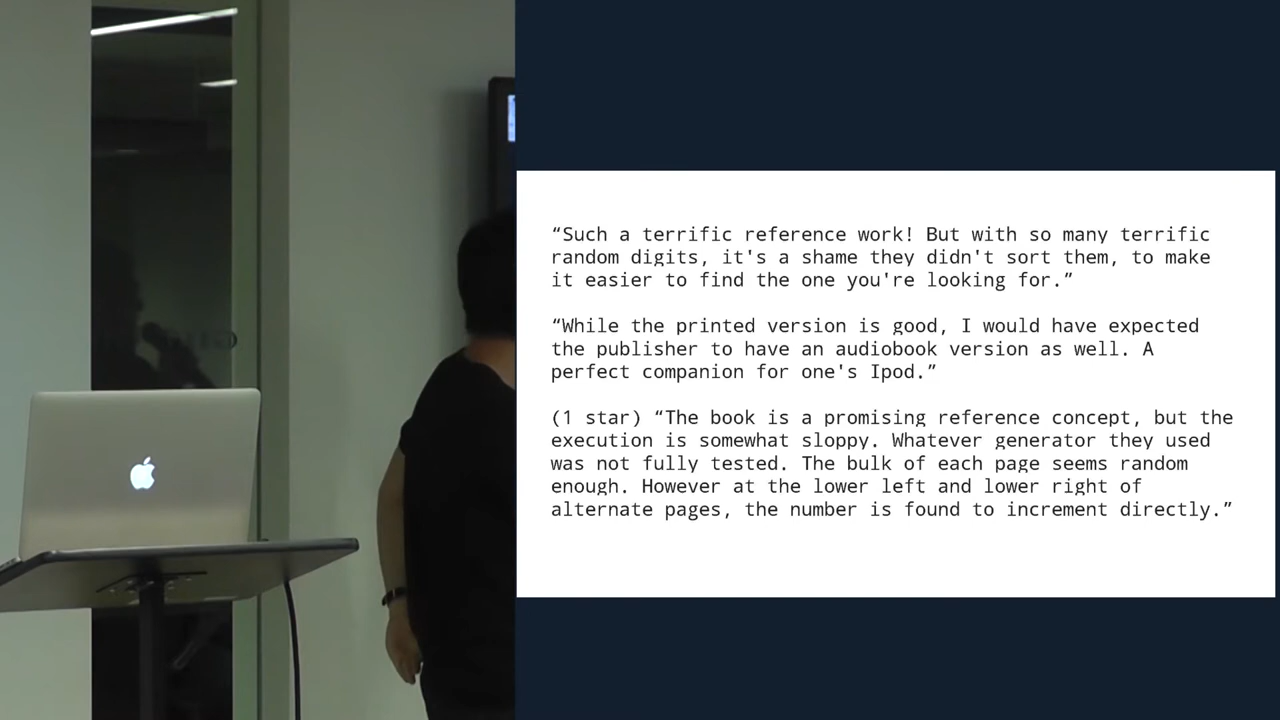 “Such a terrific reference work! But with so many terrific
random digits, it's a shame they didn't sort them, to make
it easier to find the one you're looking for.”
“While the printed version is good, I would have expected
the publisher to have an audiobook version as well. A
perfect companion for one's Ipod.”
(1 star) “The book is a promising reference concept, but the
execution is somewhat sloppy. Whatever generator they used
was not fully tested. The bulk of each page seems random
enough. However at the lower left and lower right of
alternate pages, the number is found to increment directly.”